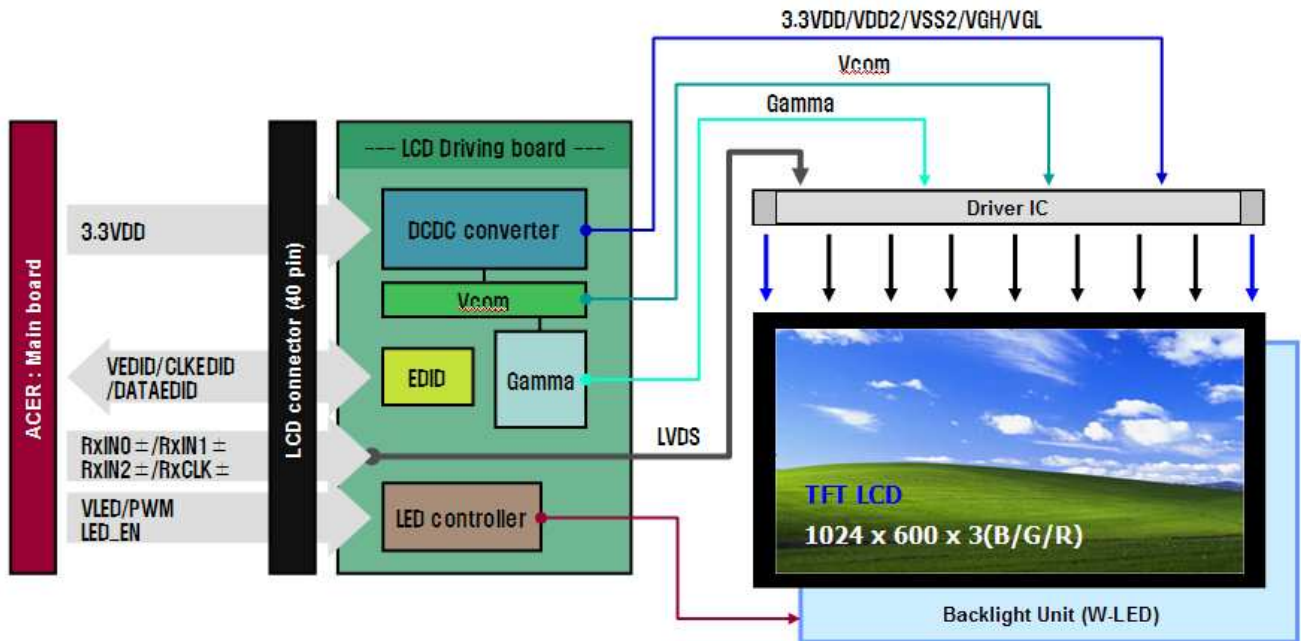 3.3VDD/VDD2/VSS2/VGH/VGL
Vcom
Gamma
--- LCD Driving board ---
ACER : Main board
LCD connector (40 pin)
3.3VDD
DCDC converter
Driver IC
Vcom
VEDID/CLKEDID
/DATAEDID
EDID
Gamma
RxIN0 ±/RxIN1 ±
RxIN2 ±/RxCLK ±
LVDS
VLED/PWM
LED_EN
LED controller
TFT LCD
1024 x 600 x 3(B/G/R)
Backlight Unit (W-LED)